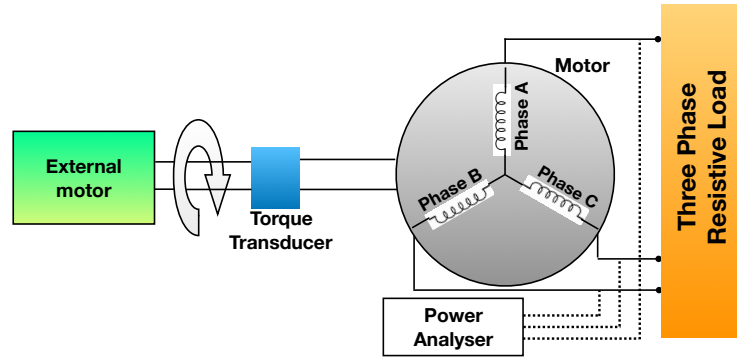 Motor
Phase A
External
motor
Phase B
Phase C
Torque
Transducer
Three Phase
Resistive Load
Power
Analyser